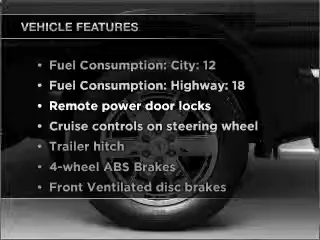 VEHICLE FEATURES
• Fuel Consumption: City: 12
• Fuel Consumption: Highway: 18
• Remote power door locks
• Cruise controls on steering wheel
• Trailer hitch
• 4-wheel ABS Brakes
• Front Ventilated disc brakes